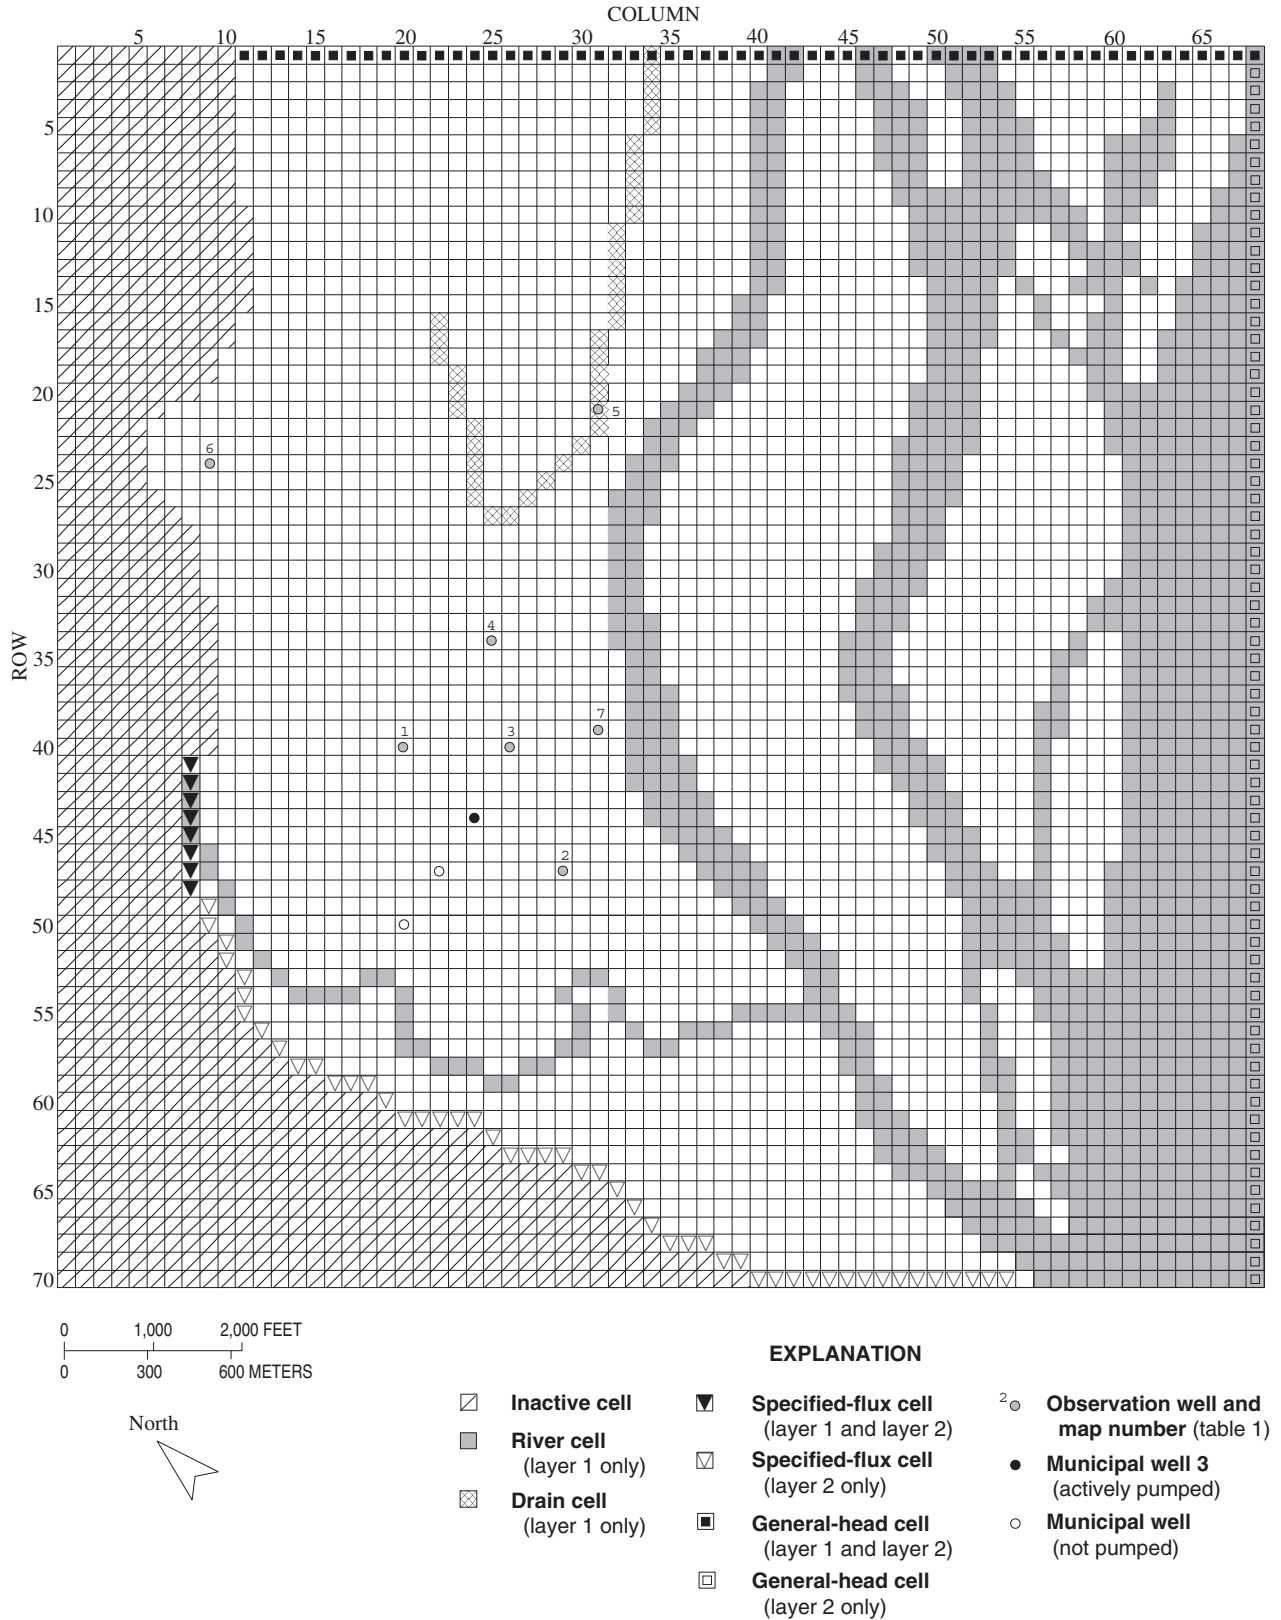 COLUMN
5 10 15 20 25 30 35 40 45 50 55 60 65
ROW
5
10
15
20
25
30
35
40
45
50
55
60
65
70
5
6
4
7
1 3
2
0 1,000 2,000 FEET
0 300 600 METERS
North
EXPLANATION
Inactive cell
River cell
(layer 1 only)
Drain cell
(layer 1 only)
Specified-flux cell
(layer 1 and layer 2)
Specified-flux cell
(layer 2 only)
General-head cell
(layer 1 and layer 2)
General-head cell
(layer 2 only)
2 Observation well and
map number (table 1)
Municipal well 3
(actively pumped)
Municipal well
(not pumped)